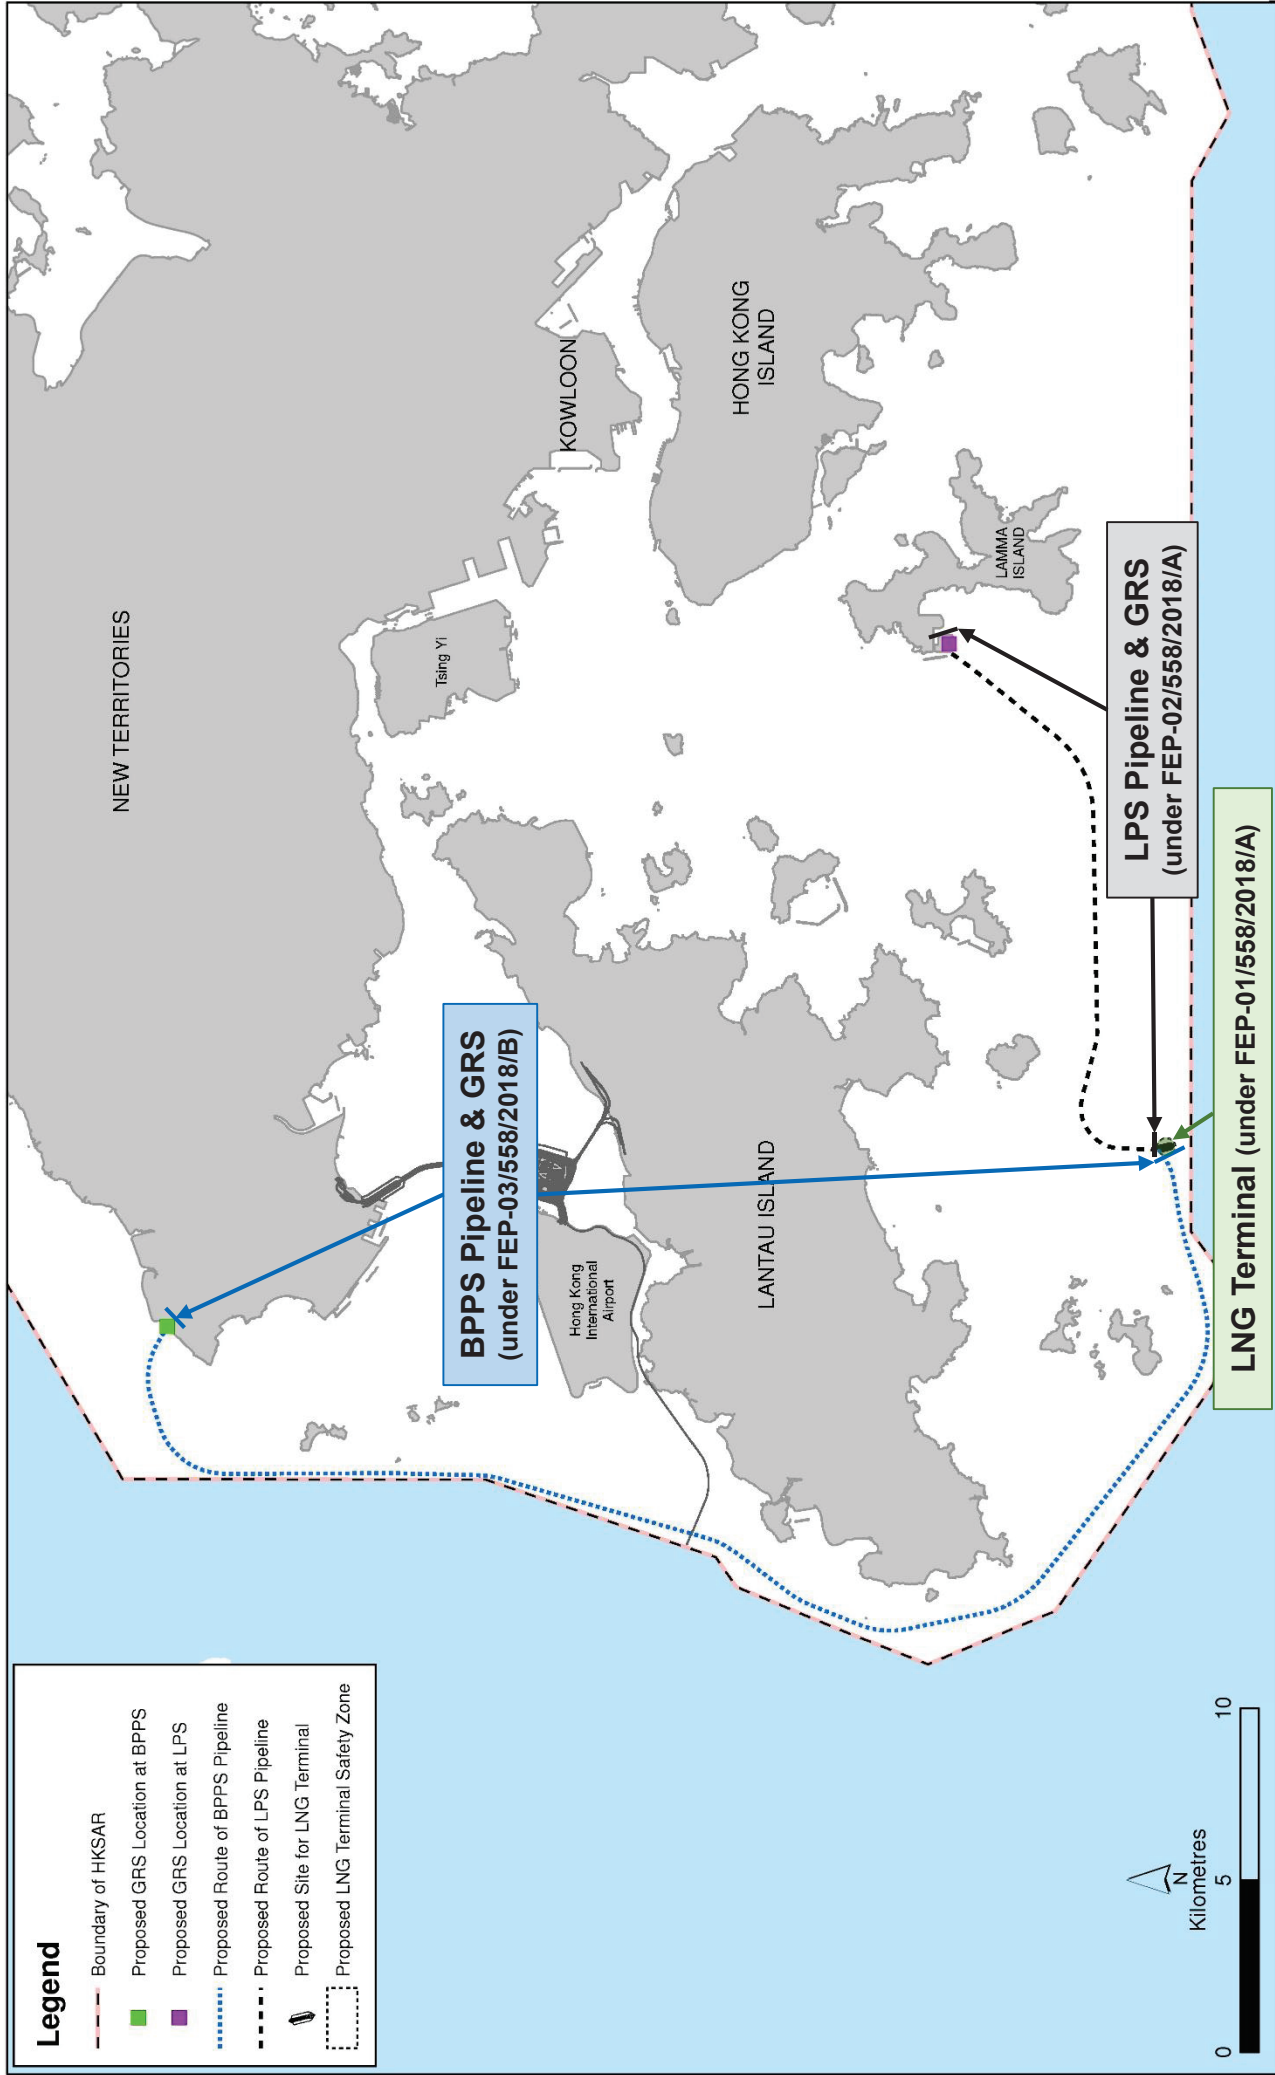 Legend
Boundary of HKSAR
Proposed GRS Location at BPPS
Proposed GRS Location at LPS
Proposed Route of BPPS Pipeline
Proposed Route of LPS Pipeline
Proposed Site for LNG Terminal
Proposed LNG Terminal Safety Zone
NEW TERRITORIES
Tsing Yi
KOWLOON
HONG KONG
ISLAND
BPPS Pipeline & GRS
(under FEP-03/558/2018/B)
Hong Kong
International
Airport
LANTAU ISLAND
LAMMA
ISLAND
LPS Pipeline & GRS
(under FEP-02/558/2018/A)
LNG Terminal (under FEP-01/558/2018/A)
N
Kilometres
0
5
10